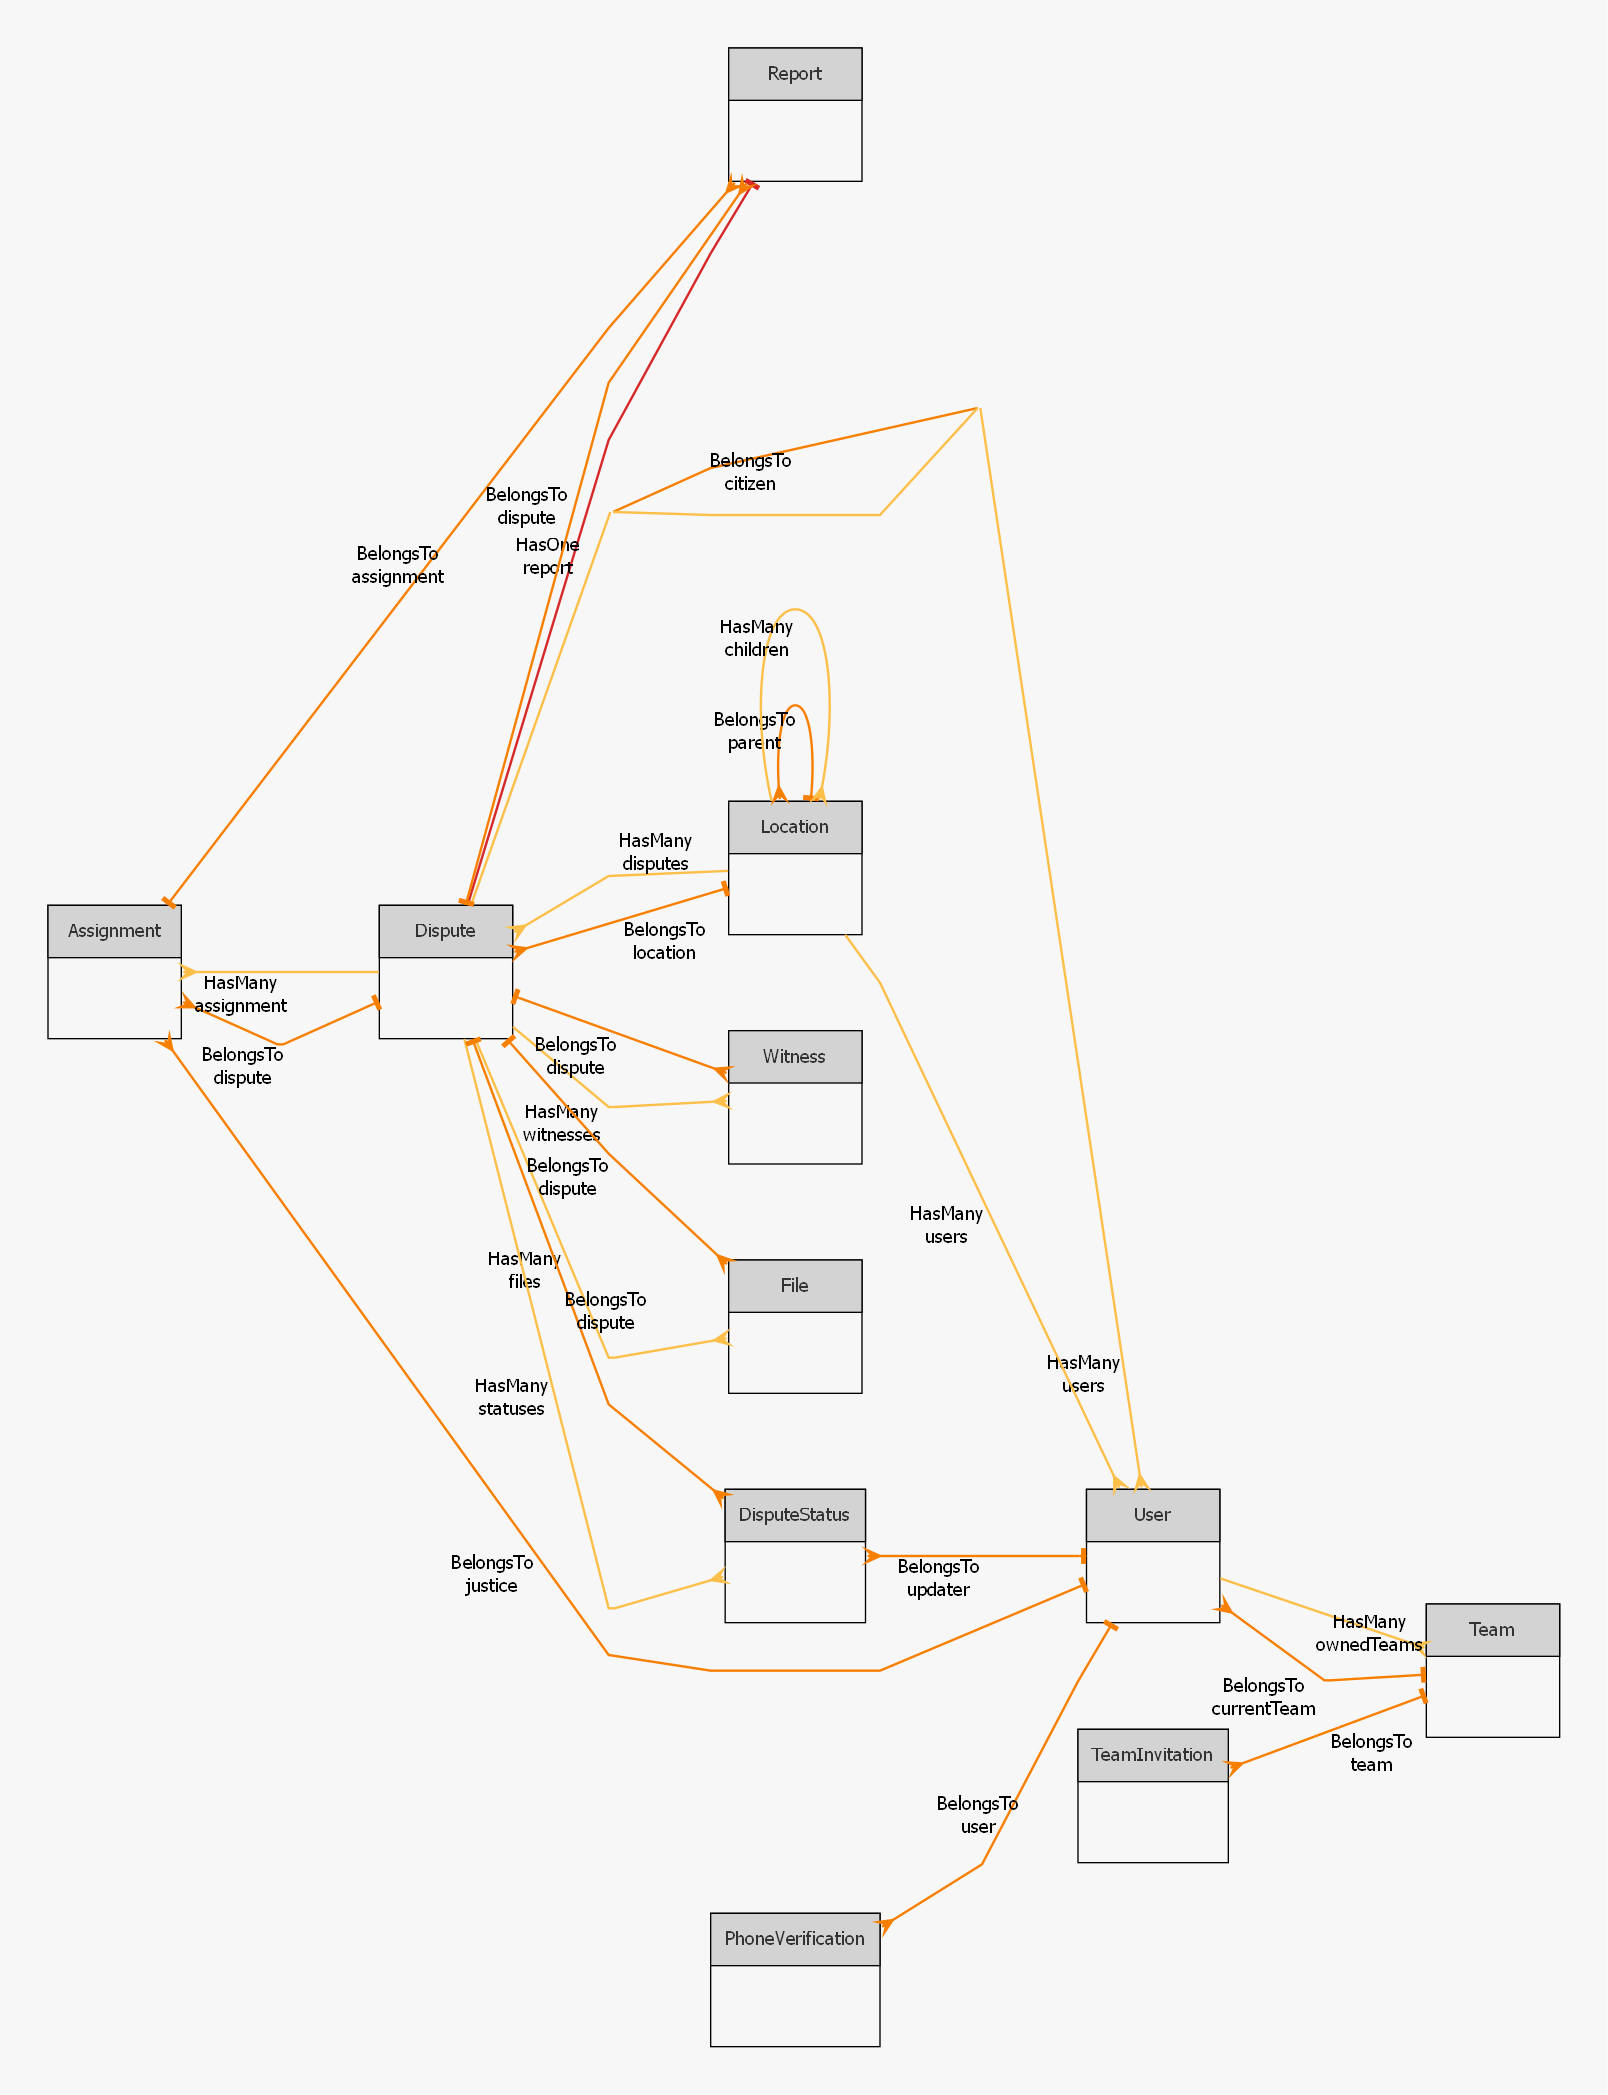 Report
BelongsTo
citizen
BelongsTo
dispute
HasOne
report
BelongsTo
assignment
HasMany
children
BelongsTo
parent
Location
HasMany
disputes
BelongsTo
location
Assignment
Dispute
HasMany
assignment
BelongsTo
dispute
BelongsTo
dispute
Witness
HasMany
witnesses
BelongsTo
dispute
HasMany
users
HasMany
files
File
BelongsTo
dispute
HasMany
users
HasMany
statuses
DisputeStatus
User
BelongsTo
justice
BelongsTo
updater
HasMany
ownedTeams
Team
BelongsTo
currentTeam
BelongsTo
team
TeamInvitation
BelongsTo
user
PhoneVerification